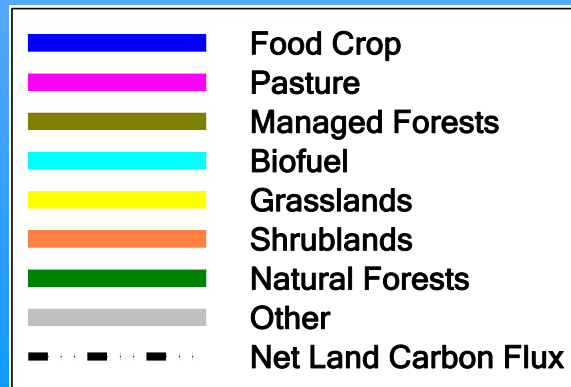 Food Crop
Pasture
Managed Forests
Biofuel
Grasslands
Shrublands
Natural Forests
Other
Net Land Carbon Flux